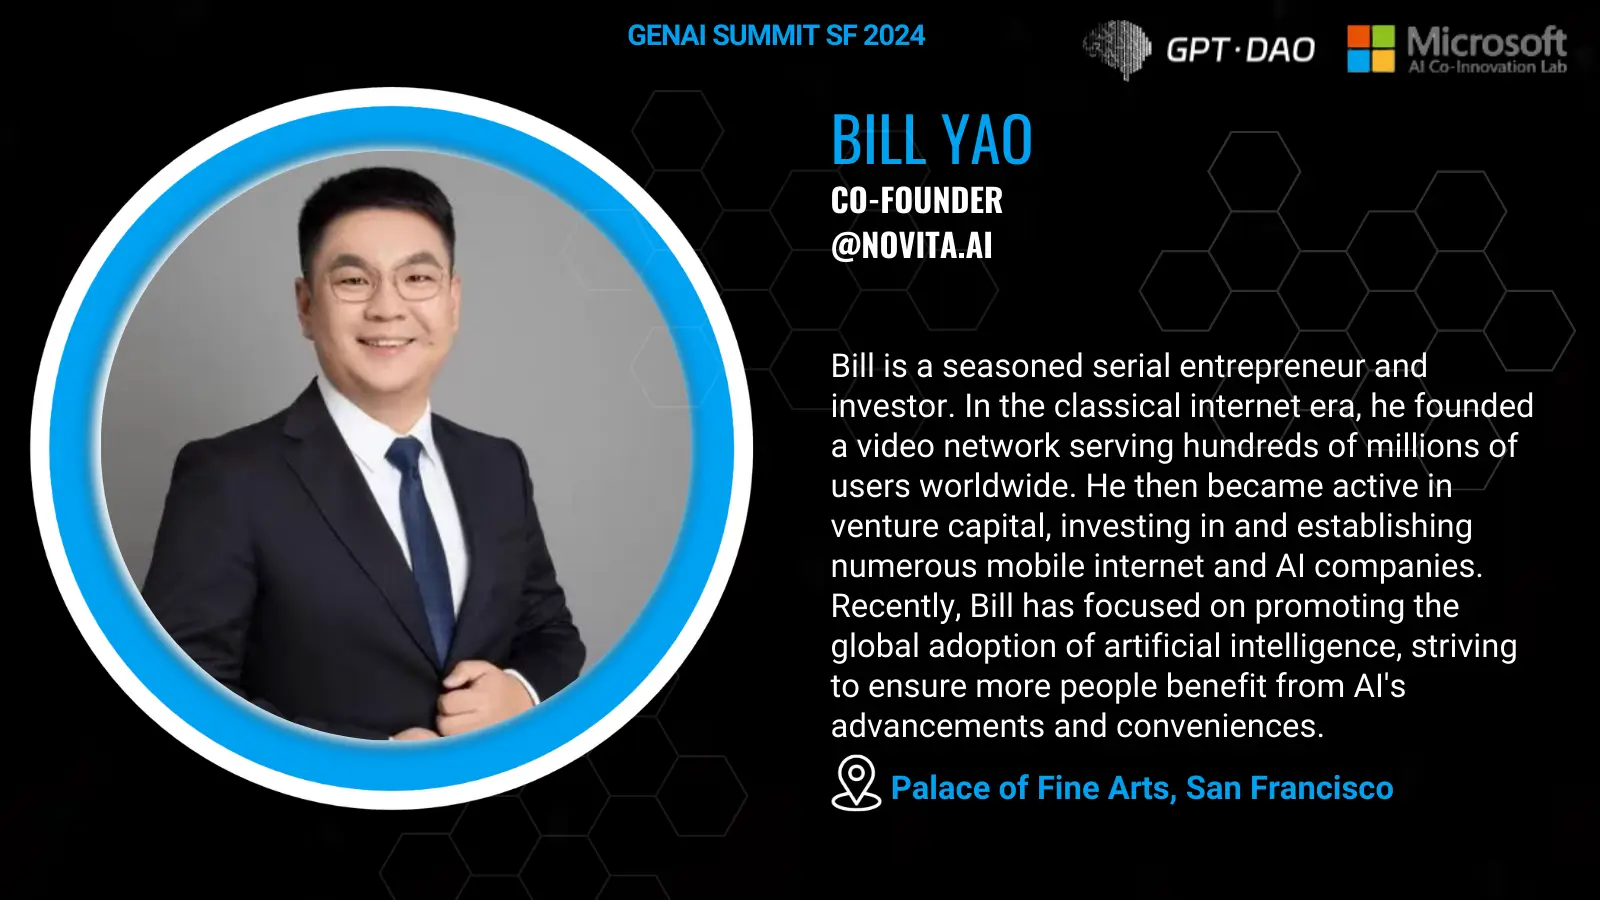 GENAI SUMMIT SF 2024
GPT·DAO
Microsoft
AI Co-Innovation Lab
BILL YAO
CO-FOUNDER
@NOVITA.AI
Bill is a seasoned serial entrepreneur and
investor. In the classical internet era, he founded
a video network serving hundreds of millions of
users worldwide. He then became active in
venture capital, investing in and establishing
numerous mobile internet and AI companies.
Recently, Bill has focused on promoting the
global adoption of artificial intelligence, striving
to ensure more people benefit from AI's
advancements and conveniences.
Palace of Fine Arts, San Francisco